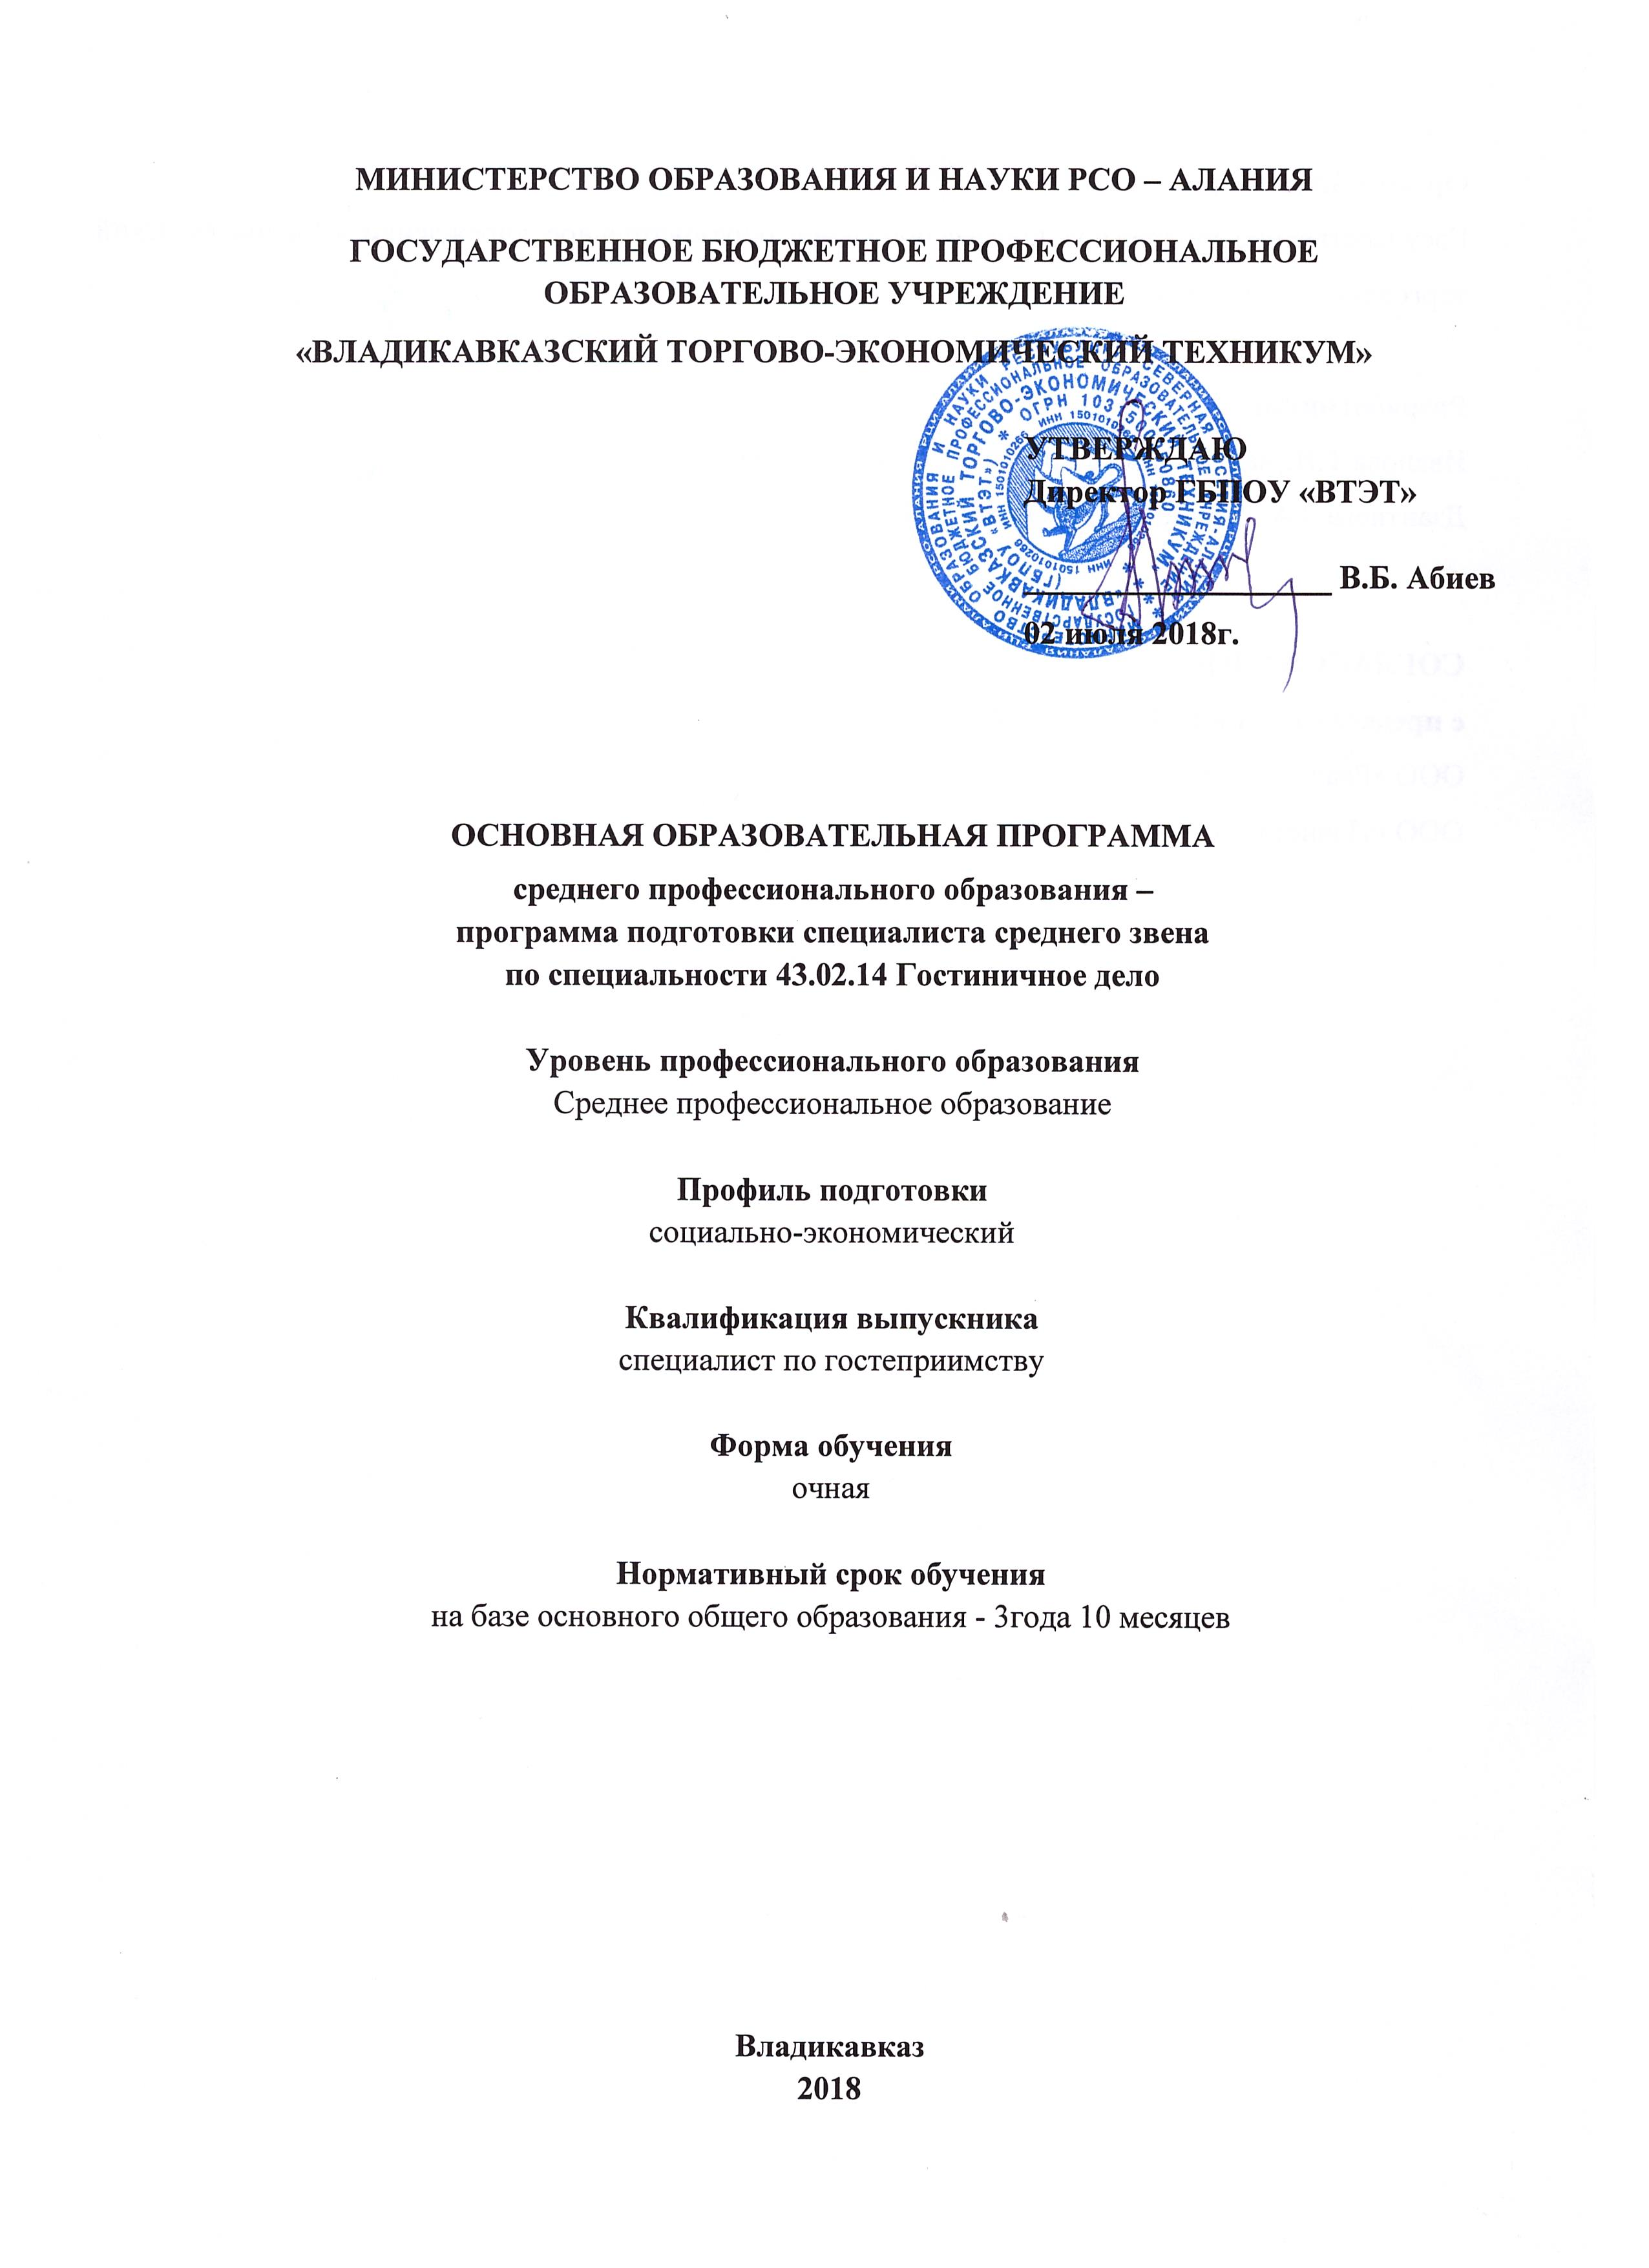 МИНИСТЕРСТВО ОБРАЗОВАНИЯ И НАУКИ РСО – АЛАНИЯ
ГОСУДАРСТВЕННОЕ БЮДЖЕТНОЕ ПРОФЕССИОНАЛЬНОЕ
ОБРАЗОВАТЕЛЬНОЕ УЧРЕЖДЕНИЕ
«ВЛАДИКАВКАЗСКИЙ ТОРГОВО-ЭКОНОМИЧЕСКИЙ ТЕХНИКУМ»
УТВЕРЖДАЮ
Директор ГБПОУ «ВТЭТ»
В.Б. Абиев
02 июля 2018г.
ОСНОВНАЯ ОБРАЗОВАТЕЛЬНАЯ ПРОГРАММА
среднего профессионального образования –
программа подготовки специалиста среднего звена
по специальности 43.02.14 Гостиничное дело
Уровень профессионального образования
Среднее профессиональное образование
Профиль подготовки
социально-экономический
Квалификация выпускника
специалист по гостеприимству
Форма обучения
очная
Нормативный срок обучения
на базе основного общего образования - 3года 10 месяцев
Владикавказ
2018